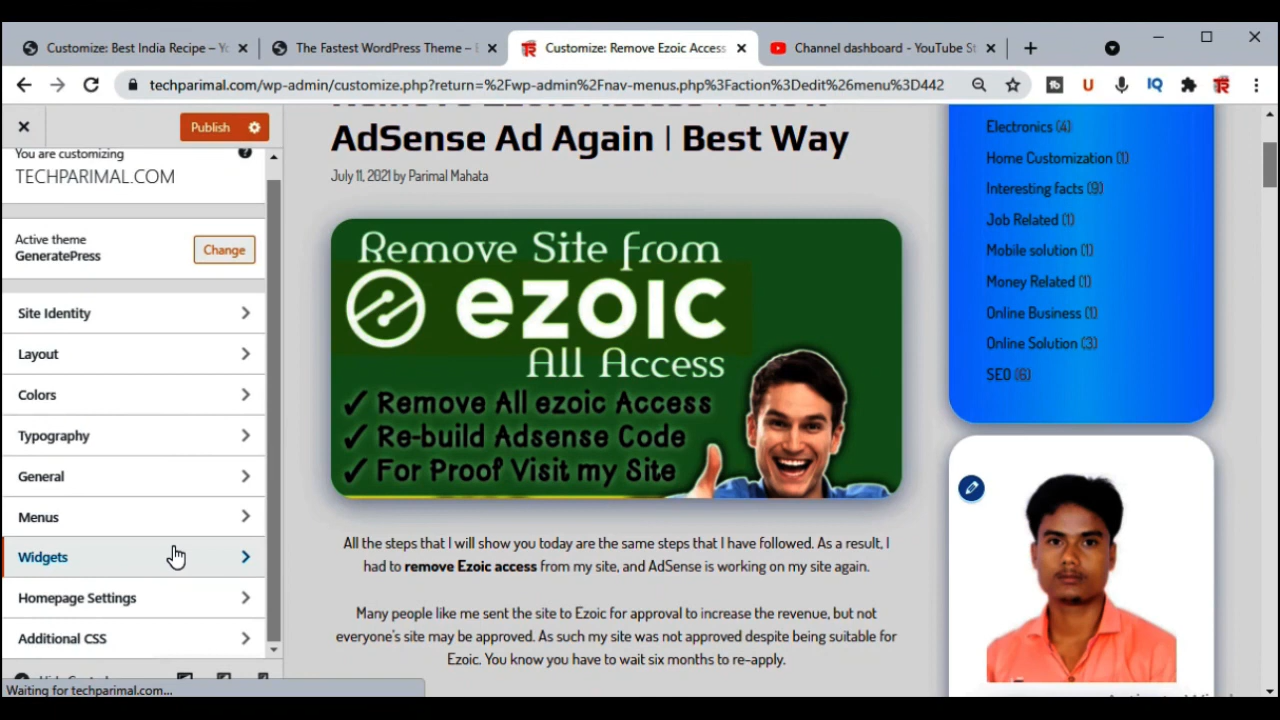 Customize: Best India Recipe – Yo
The Fastest WordPress Theme –
Customize: Remove Ezoic Access
Channel dashboard - YouTube St
techparimal.com/wp-admin/customize.php?return=%2Fwp-admin%2Fnav-menus.php%3Faction%3Dedit%26menu%3D442
Publish
You are customizing
TECHPARIMAL.COM
Active theme
GeneratePress
Change
Site Identity
Layout
Colors
Typography
General
Menus
Widgets
Homepage Settings
Additional CSS
Waiting for techparimal.com...
AdSense Ad Again | Best Way
July 11, 2021 by Parimal Mahata
Remove Site from
ezoic
All Access
✓ Remove All ezoic Access
✓ Re-build Adsense Code
✓ For Proof Visit my Site
All the steps that I will show you today are the same steps that I have followed. As a result, I
had to remove Ezoic access from my site, and AdSense is working on my site again.
Many people like me sent the site to Ezoic for approval to increase the revenue, but not
everyone's site may be approved. As such my site was not approved despite being suitable for
Ezoic. You know you have to wait six months to re-apply.
Electronics (4)
Home Customization (1)
Interesting facts (9)
Job Related (1)
Mobile solution (1)
Money Related (1)
Online Business (1)
Online Solution (3)
SEO (6)